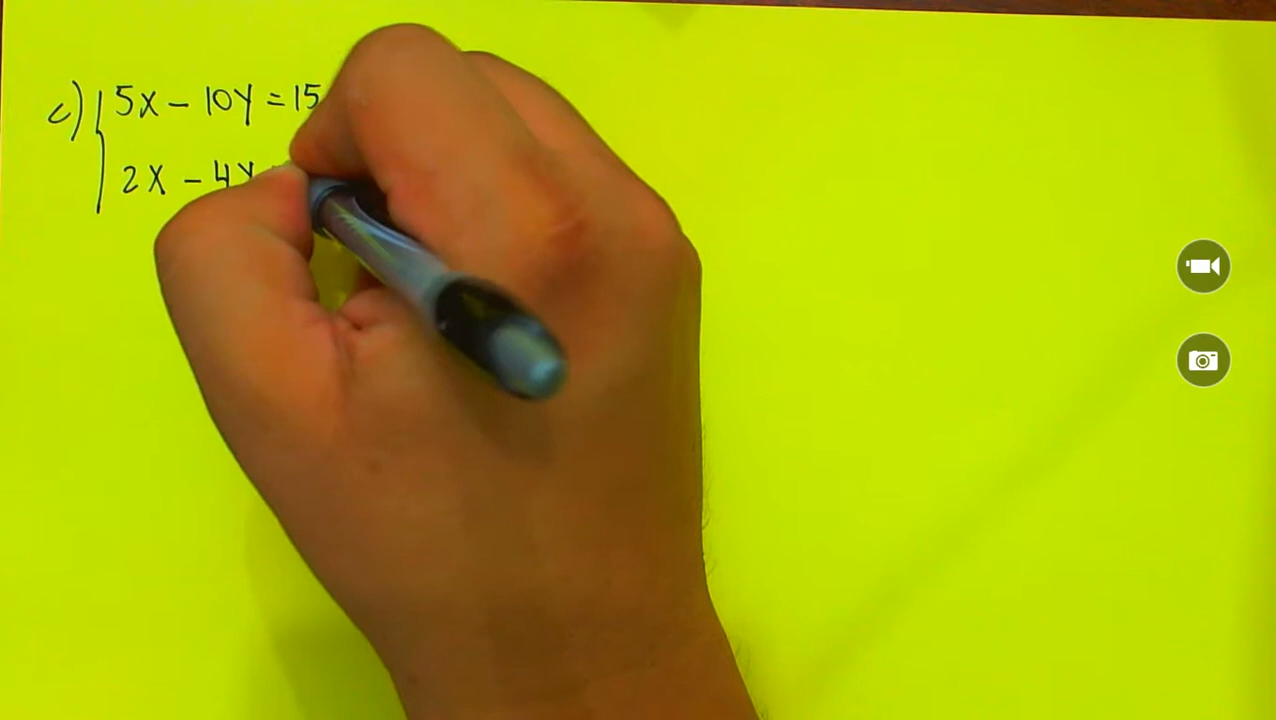 c) 5x - 10y = 15
2x - 4y